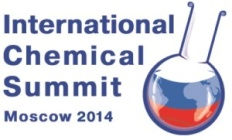 International
Chemical
Summit
Moscow 2014